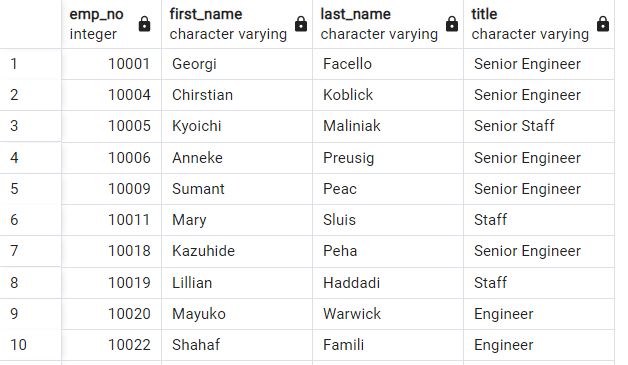 emp_no first_name last_name title
integer character varying character varying character varying
1 10001 Georgi Facello Senior Engineer
2 10004 Chirstian Koblick Senior Engineer
3 10005 Kyoichi Maliniak Senior Staff
4 10006 Anneke Preusig Senior Engineer
5 10009 Sumant Peac Senior Engineer
6 10011 Mary Sluis Staff
7 10018 Kazuhide Peha Senior Engineer
8 10019 Lillian Haddadi Staff
9 10020 Mayuko Warwick Engineer
10 10022 Shahaf Famili Engineer